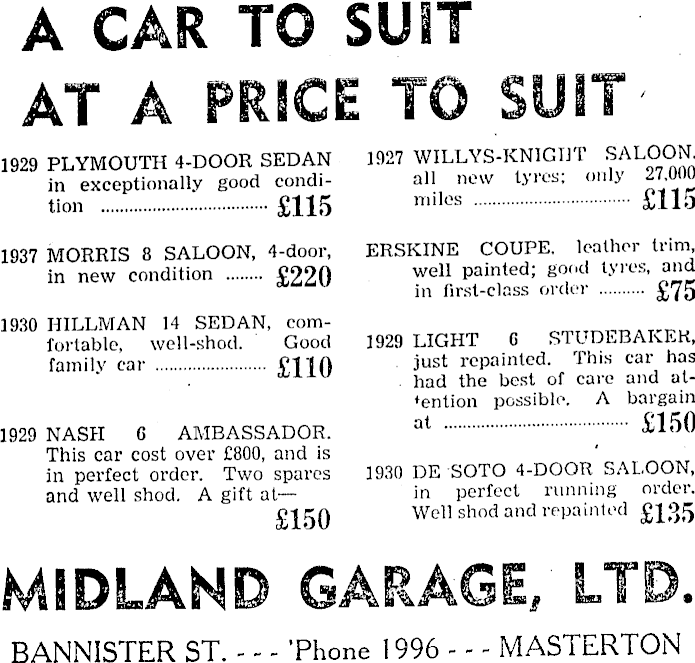 A CAR TO SUIT
AT A PRICE TO SUIT
1929 PLYMOUTH 4-DOOR SEDAN
in exceptionally good condi-
tion .................................. £115
1937 MORRIS 8 SALOON, 4-door,
in new condition ........ £220
1930 HILLMAN 14 SEDAN, com-
fortable, well-shod. Good
family car ....................... £110
1929 NASH 6 AMBASSADOR.
This car cost over £800, and is
in perfect order. Two spares
and well shod. A gift at—
£150
1927 WILLYS-KNIGHT SALOON.
all new tyres; only 27,000
miles ................................ £115
ERSKINE COUPE. leather trim,
well painted; good tyres, and
in first-class order .......... £75
1929 LIGHT 6 STUDEBAKER,
just repainted. This car has
had the best of care and at-
tention possible. A bargain
at ...................................... £150
1930 DE SOTO 4-DOOR SALOON,
in perfect running order.
Well shod and repainted £135
MIDLAND GARAGE, LTD.
BANNISTER ST. - - - 'Phone 1996 - - - MASTERTON